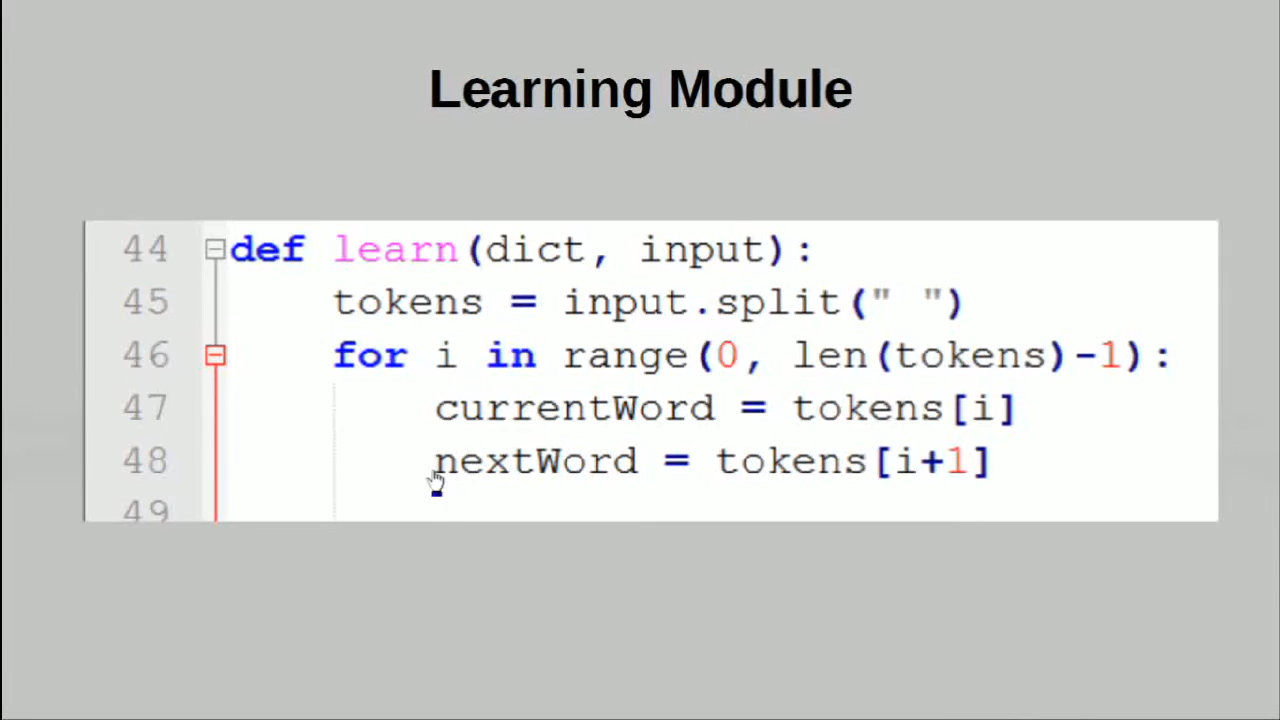 Learning Module
44 def learn(dict, input):
45 tokens = input.split(" ")
46 for i in range(0, len(tokens)-1):
47 currentWord = tokens[i]
48 nextWord = tokens[i+1]
49